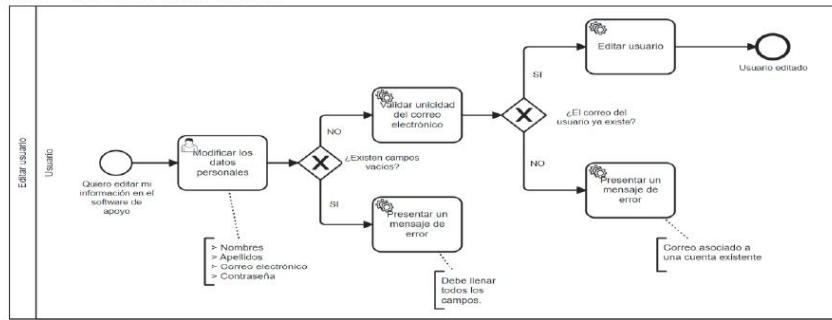 Editar usuario
Usuario
Quiero editar mi
información en el
software de
apoyo
Modificar los
datos
personales
> Nombres
> Apellidos
> Correo electrónico
> Contraseña
¿Existen campos
vacios?
NO
Validar unicidad
del correo
electrónico
SI
Presentar un
mensaje de
error
Debe llenar
todos los
campos.
¿El correo del
usuario ya existe?
SI
Editar usuario
Usuario editado
NO
Presentar un
mensaje de
error
Correo asociado a
una cuenta existente